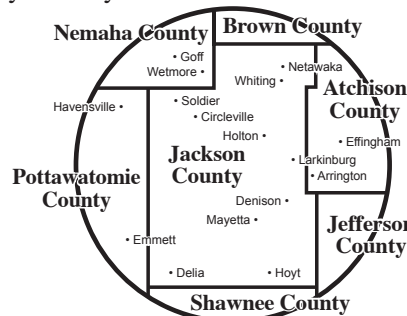 Nemaha County
Brown County
Goff
Wetmore
Netawaka
Whiting
Atchison
County
Havensville
Soldier
Circleville
Holton
Effingham
Jackson
County
Larkinburg
Arrington
Pottawatomie
County
Denison
Mayetta
Jefferson
County
Emmett
Delia
Hoyt
Shawnee County